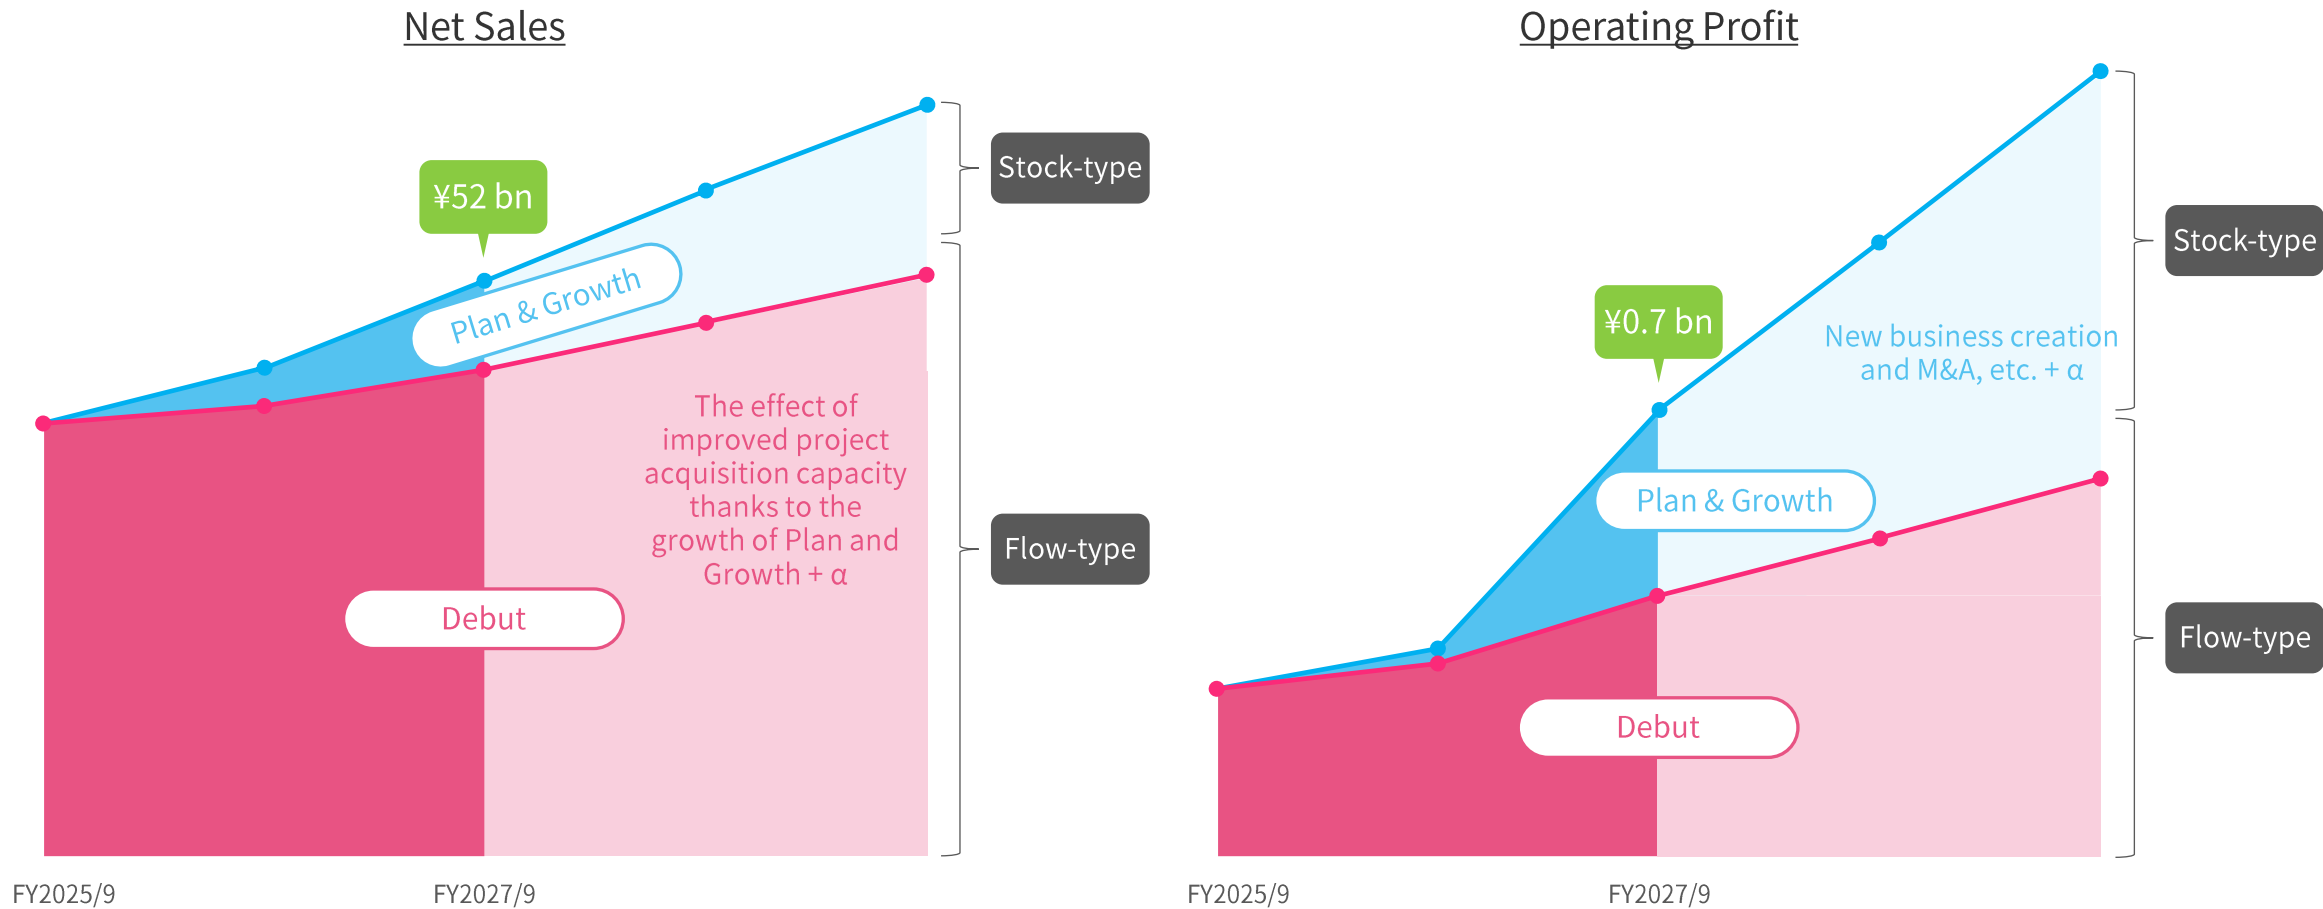 Net Sales
¥52 bn
Plan & Growth
The effect of
improved project
acquisition capacity
thanks to the
growth of Plan and
Growth + α
Debut
Stock-type
Flow-type
FY2025/9
FY2027/9
Operating Profit
¥0.7 bn
New business creation
and M&A, etc. + α
Plan & Growth
Debut
Stock-type
Flow-type
FY2025/9
FY2027/9